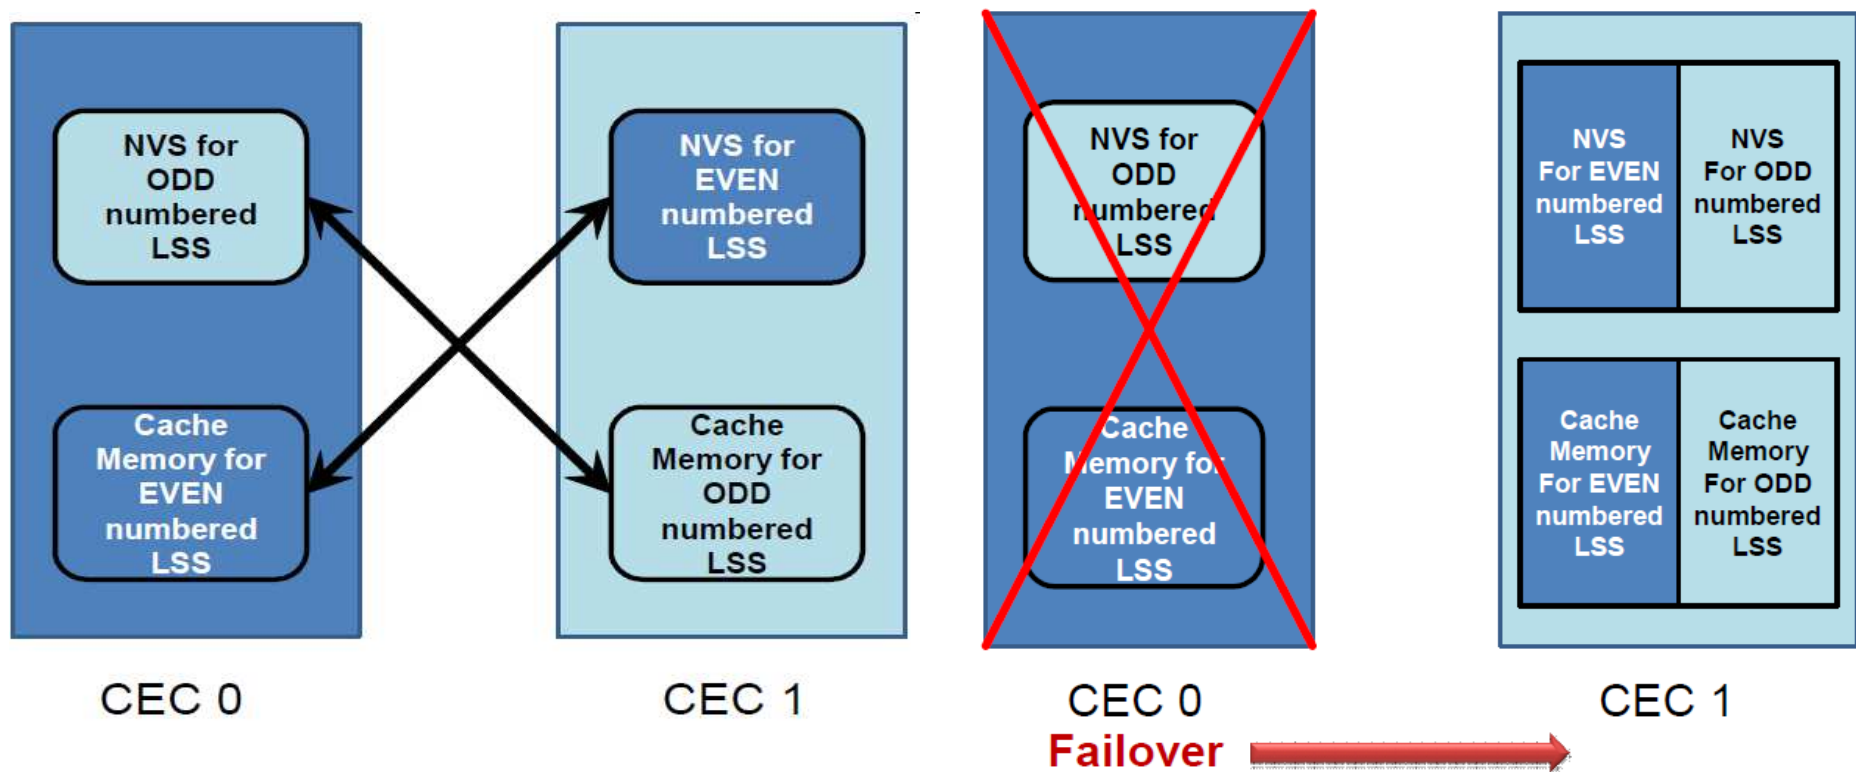 NVS for
ODD
numbered
LSS
NVS for
EVEN
numbered
LSS
Cache
Memory for
EVEN
numbered
LSS
Cache
Memory for
ODD
numbered
LSS
CEC 0
CEC 1
NVS for
ODD
numbered
LSS
Cache
Memory for
EVEN
numbered
LSS
NVS
For EVEN
numbered
LSS
NVS
For ODD
numbered
LSS
Cache
Memory
For EVEN
numbered
LSS
Cache
Memory
For ODD
numbered
LSS
CEC 0
CEC 1
Failover